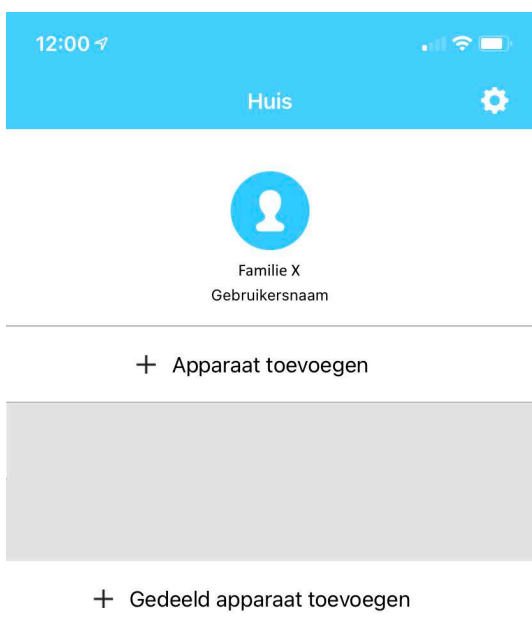 12:00
Huis
Familie X
Gebruikersnaam
+ Apparaat toevoegen
+ Gedeeld apparaat toevoegen